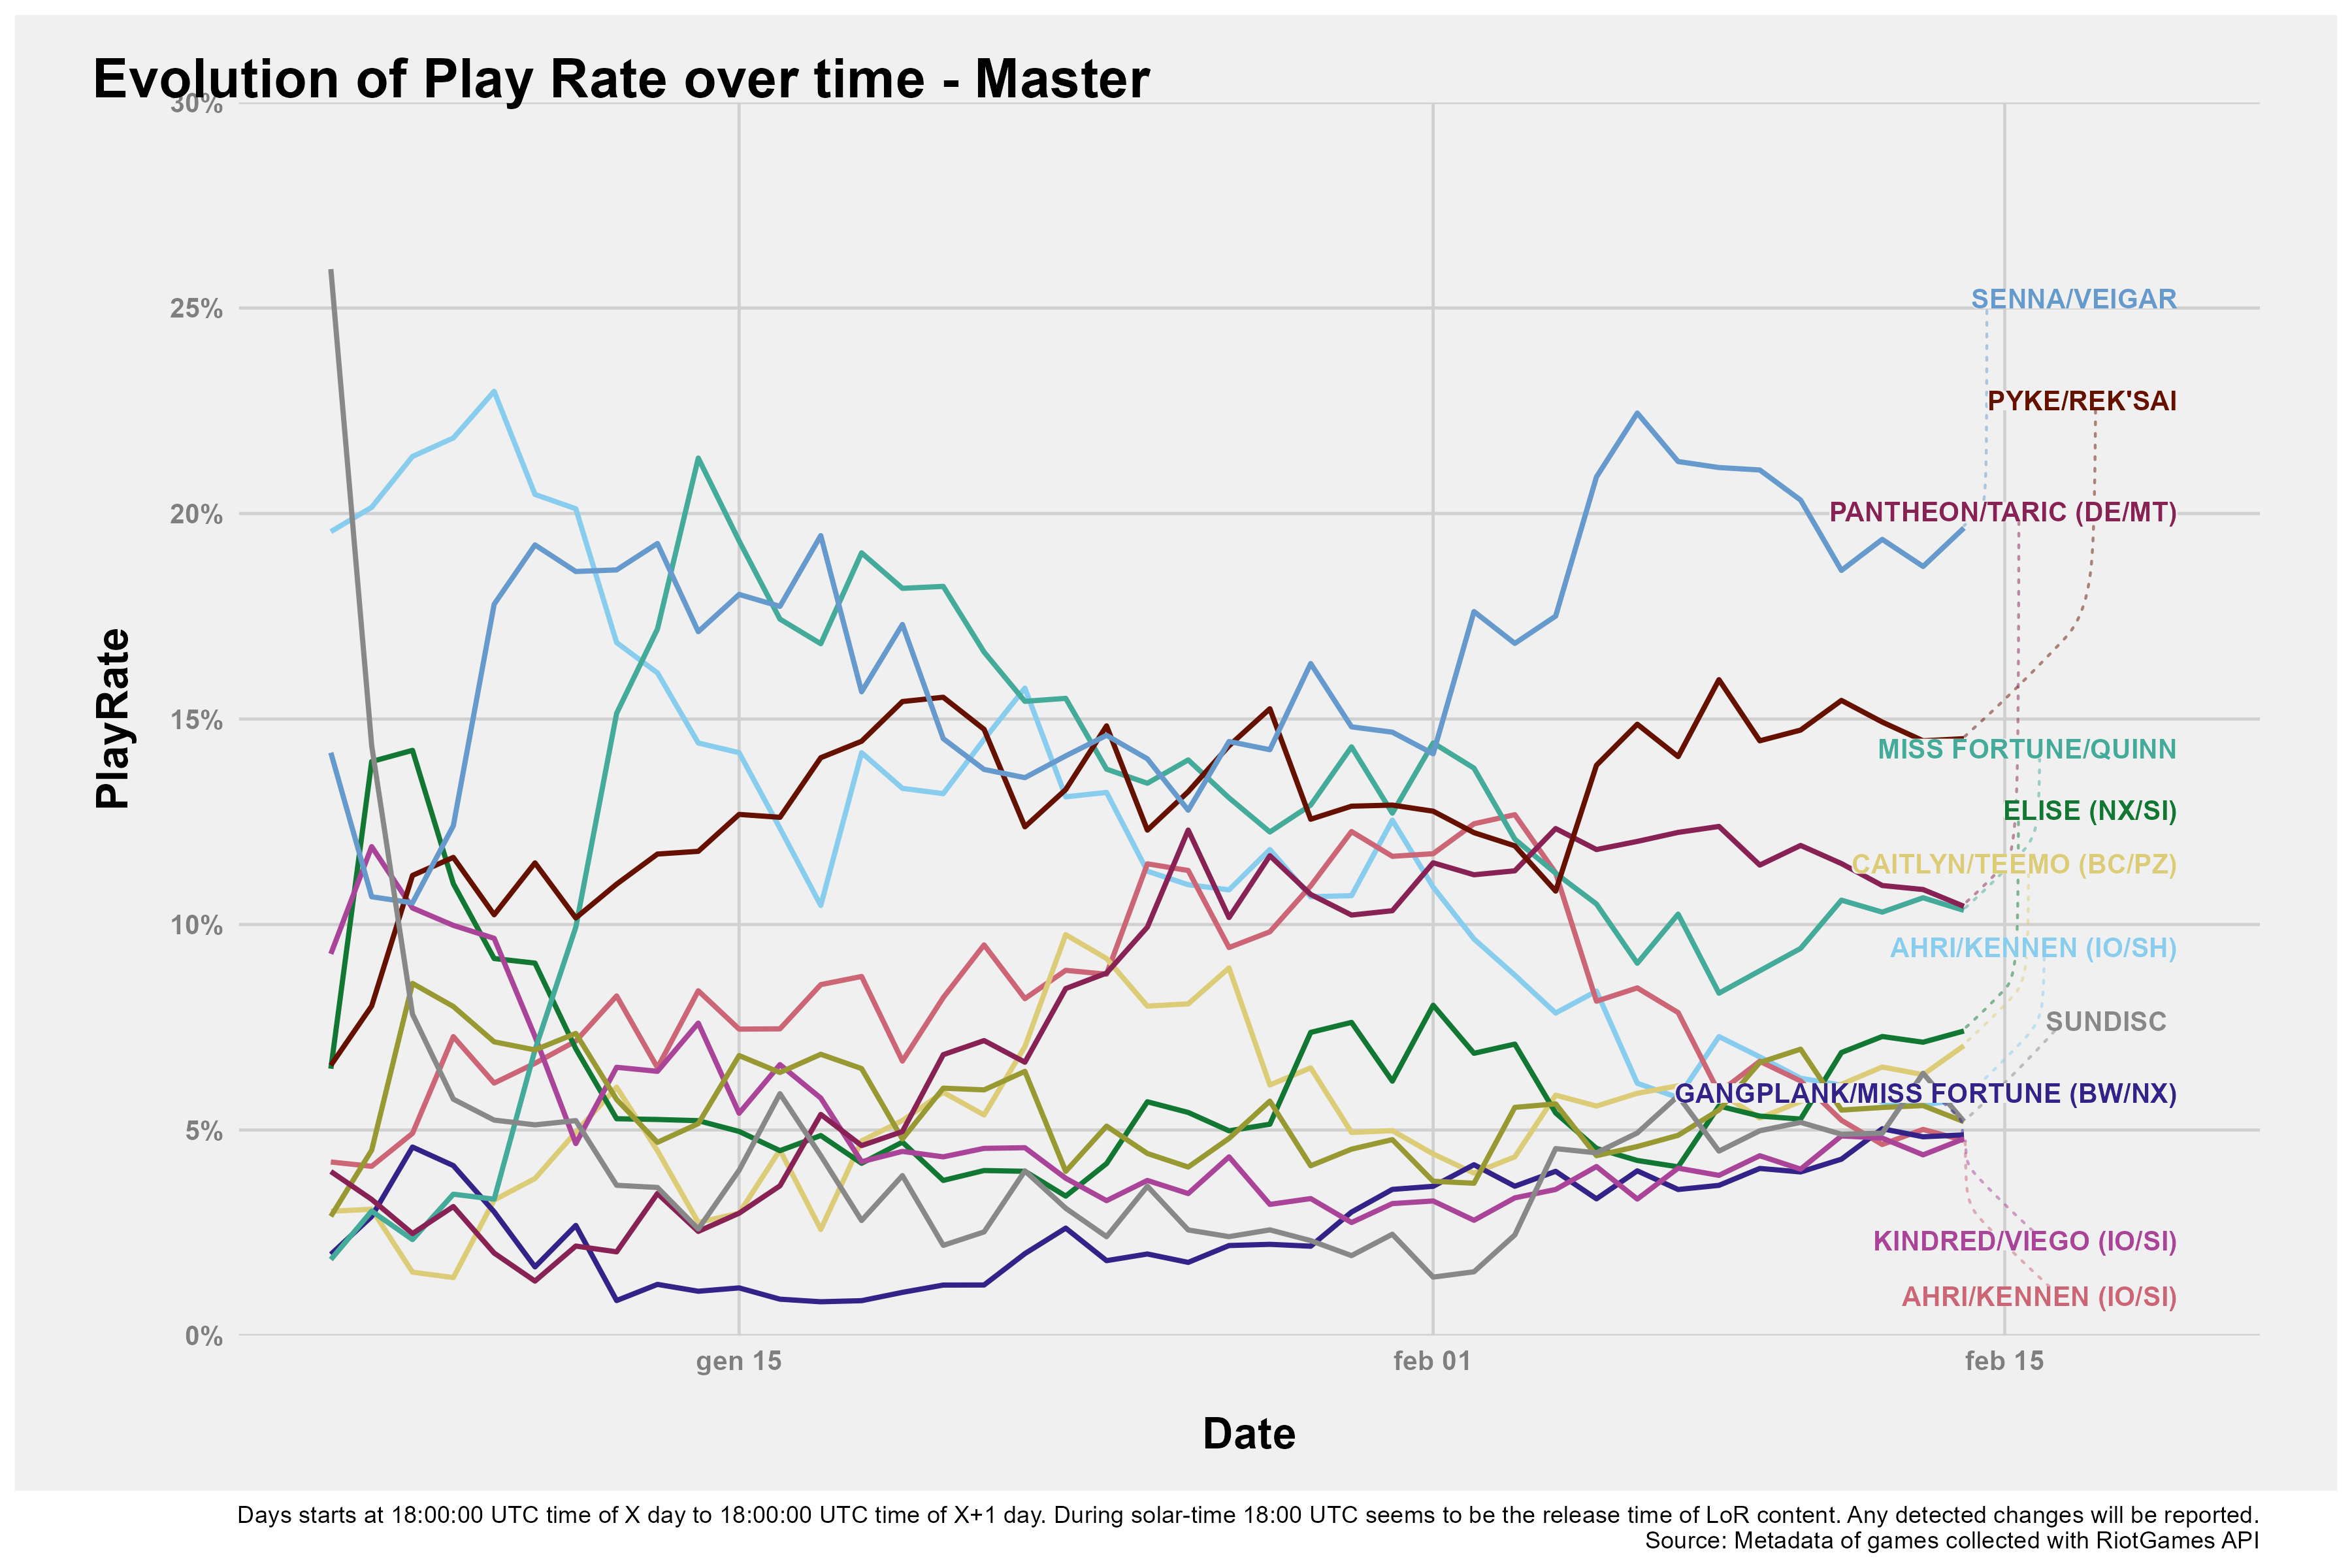 Evolution of Play Rate over time - Master
30%
25%
20%
15%
10%
5%
0%
PlayRate
SENNA/VEIGAR
PYKE/REK'SAI
PANTHEON/TARIC (DE/MT)
MISS FORTUNE/QUINN
ELISE (NX/SI)
CAITLYN/TEEMO (BC/PZ)
AHRI/KENNEN (IO/SH)
SUNDISC
GANGPLANK/MISS FORTUNE (BW/NX)
KINDRED/VIEGO (IO/SI)
AHRI/KENNEN (IO/SI)
gen 15
feb 01
feb 15
Date
Days starts at 18:00:00 UTC time of X day to 18:00:00 UTC time of X+1 day. During solar-time 18:00 UTC seems to be the release time of LoR content. Any detected changes will be reported.
Source: Metadata of games collected with RiotGames API